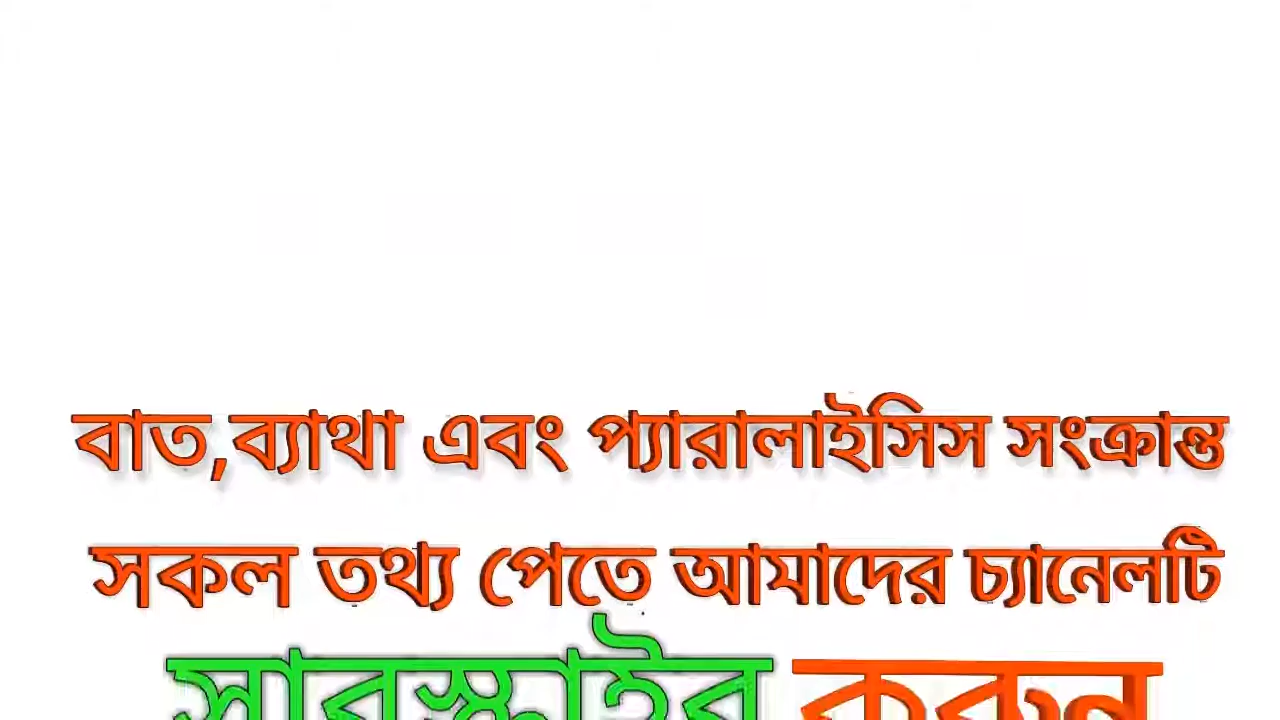 বাত,ব্যাথা এবং প্যারালাইসিস সংক্রান্ত
সকল তথ্য পেতে আমাদের চ্যানেলটি
সাবস্ক্রাইব করুন